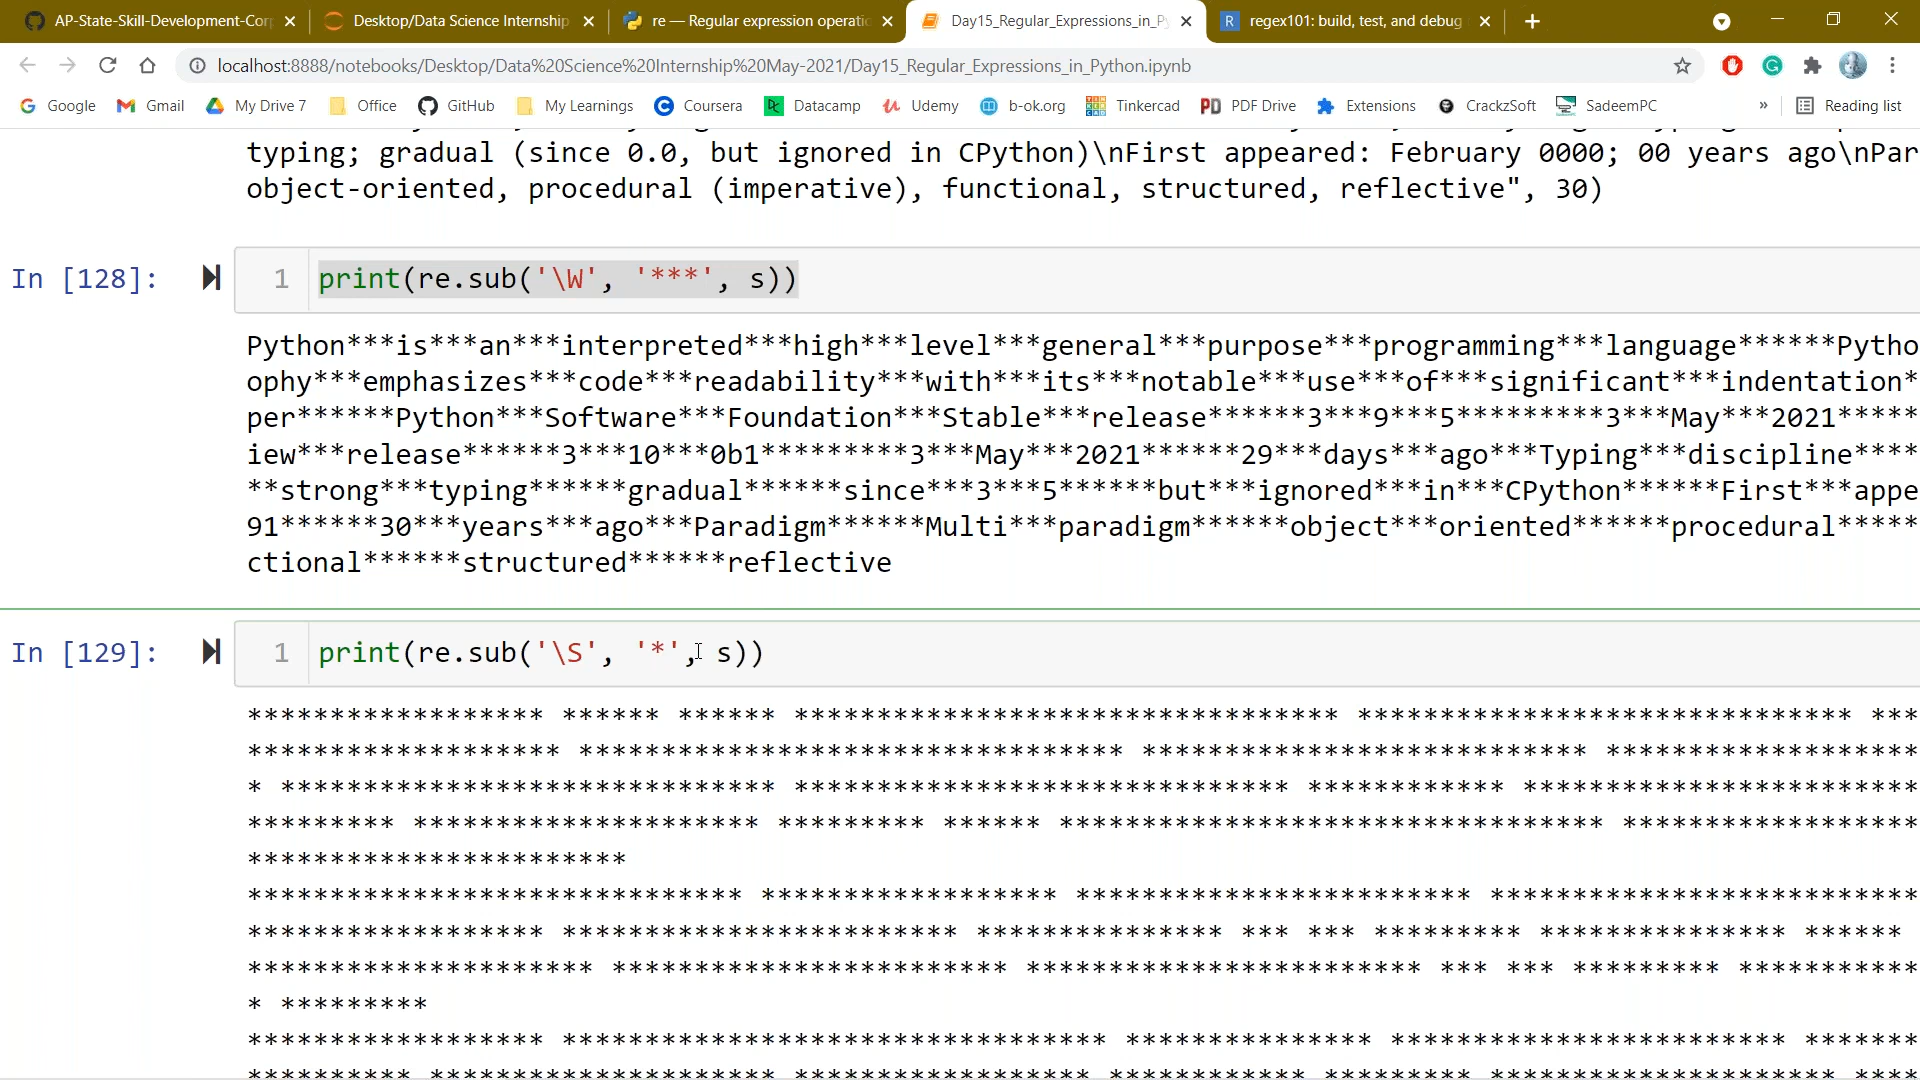 AP-State-Skill-Development-Cor
Desktop/Data Science Internship
re — Regular expression operatio
Day15_Regular_Expressions_in_Py
regex101: build, test, and debug
localhost:8888/notebooks/Desktop/Data%20Science%20Internship%20May-2021/Day15_Regular_Expressions_in_Python.ipynb
Google Gmail My Drive 7 Office GitHub My Learnings Coursera Datacamp Udemy b-ok.org Tinkercad PDF Drive Extensions CrackzSoft SadeemPC » Reading list
typing; gradual (since 0.0, but ignored in CPython)\nFirst appeared: February 0000; 00 years ago\nPar
object-oriented, procedural (imperative), functional, structured, reflective", 30)
In [128]: 1 print(re.sub('\W', '***', s))
Python***is***an***interpreted***high***level***general***purpose***programming***language******Pytho
ophy***emphasizes***code***readability***with***its***notable***use***of***significant***indentation*
per******Python***Software***Foundation***Stable***release******3***9***5*********3***May***2021*****
iew***release******3***10***0b1*********3***May***2021******29***days***ago***Typing***discipline****
**strong***typing******gradual******since***3***5******but***ignored***in***CPython******First***appe
91******30***years***ago***Paradigm******Multi***paradigm******object***oriented******procedural*****
ctional******structured******reflective
In [129]: 1 print(re.sub('\S', '*', s))